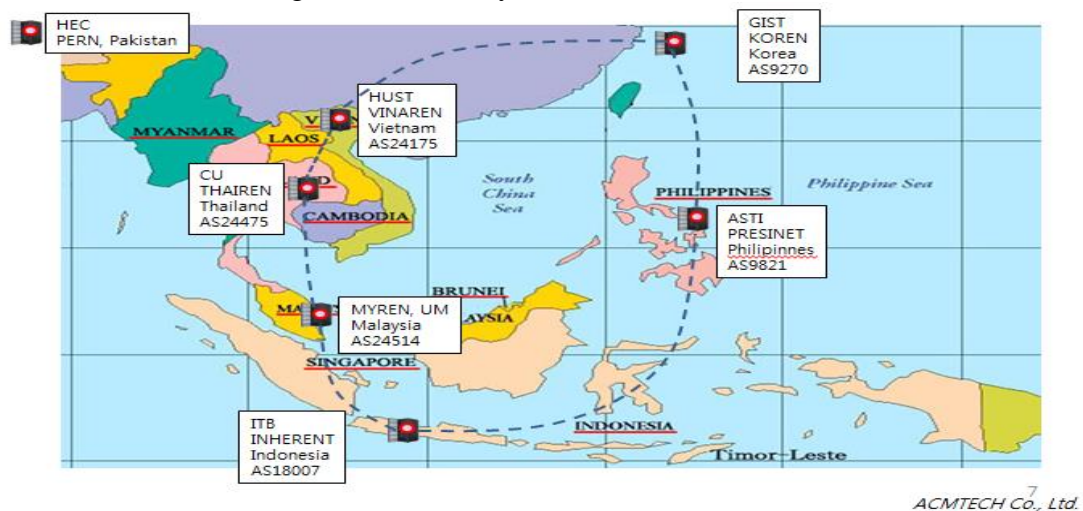 HEC
PERN, Pakistan
GIST
KOREN
Korea
AS9270
HUST
VINAREN
Vietnam
AS24175
MYANMAR
LAOS
V
CU
THAIREN
Thailand
AS24475
D
CAMBODIA
South
China
Sea
PHILIPPINES
Philippine Sea
ASTI
PRESINET
Philipinnes
AS9821
BRUNEI
MA
AYSIA
MYREN, UM
Malaysia
AS24514
SINGAPORE
ITB
INHERENT
Indonesia
AS18007
INDONESIA
Timor-Leste
7
ACMTECH Co., Ltd.